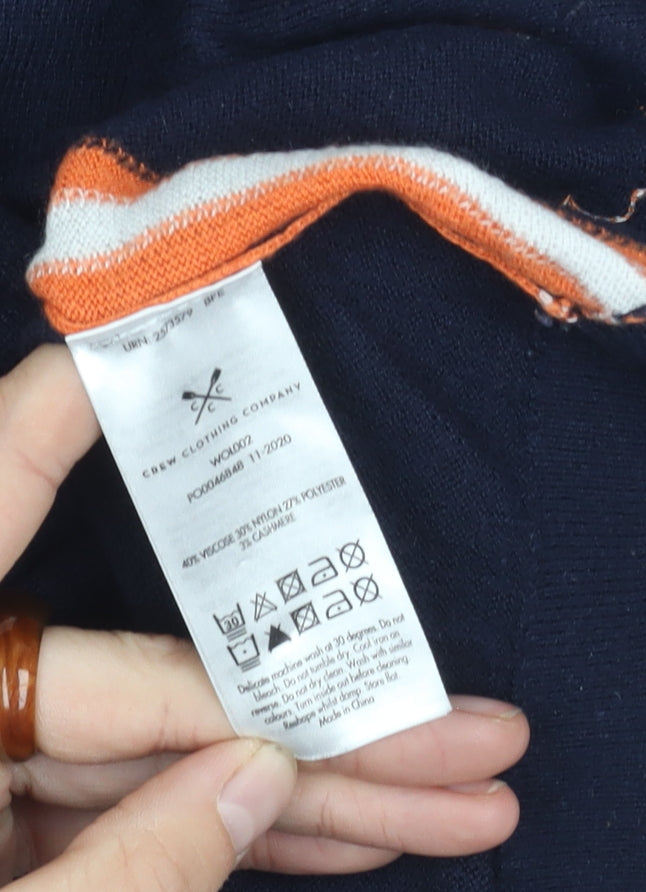 URN: 25/3579 BFE
C C C
CREW CLOTHING COMPANY
WOL002
PO0046848 11-2020
40% VISCOSE 30% NYLON 27% POLYESTER
3% CASHMERE
30
Delicate machine wash at 30 degrees. Do not
bleach. Do not tumble dry. Cool iron on
reverse. Do not dry clean. Wash with similar
colours. Turn inside out before cleaning.
Reshape whilst damp. Store flat.
Made in China